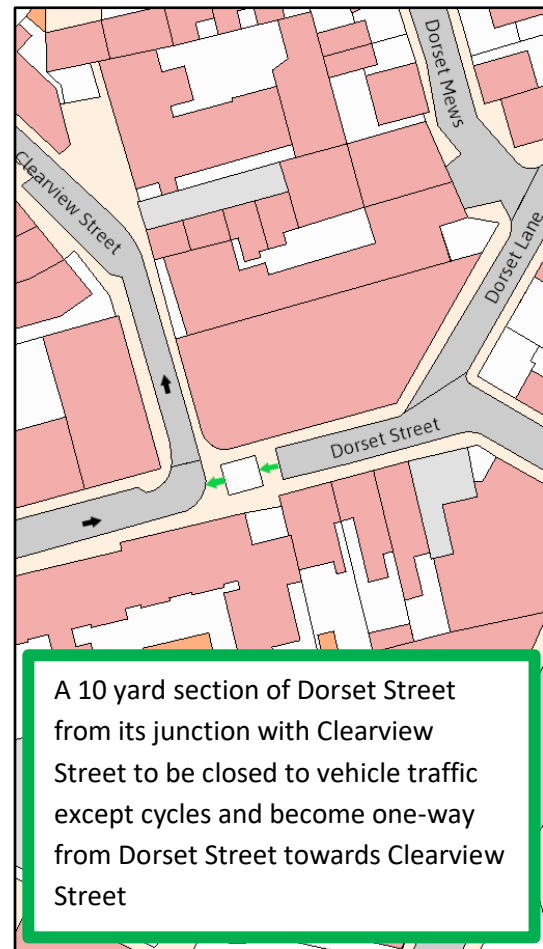 Dorset Mews
Clearview Street
Dorset Lane
Dorset Street
A 10 yard section of Dorset Street
from its junction with Clearview
Street to be closed to vehicle traffic
except cycles and become one-way
from Dorset Street towards Clearview
Street